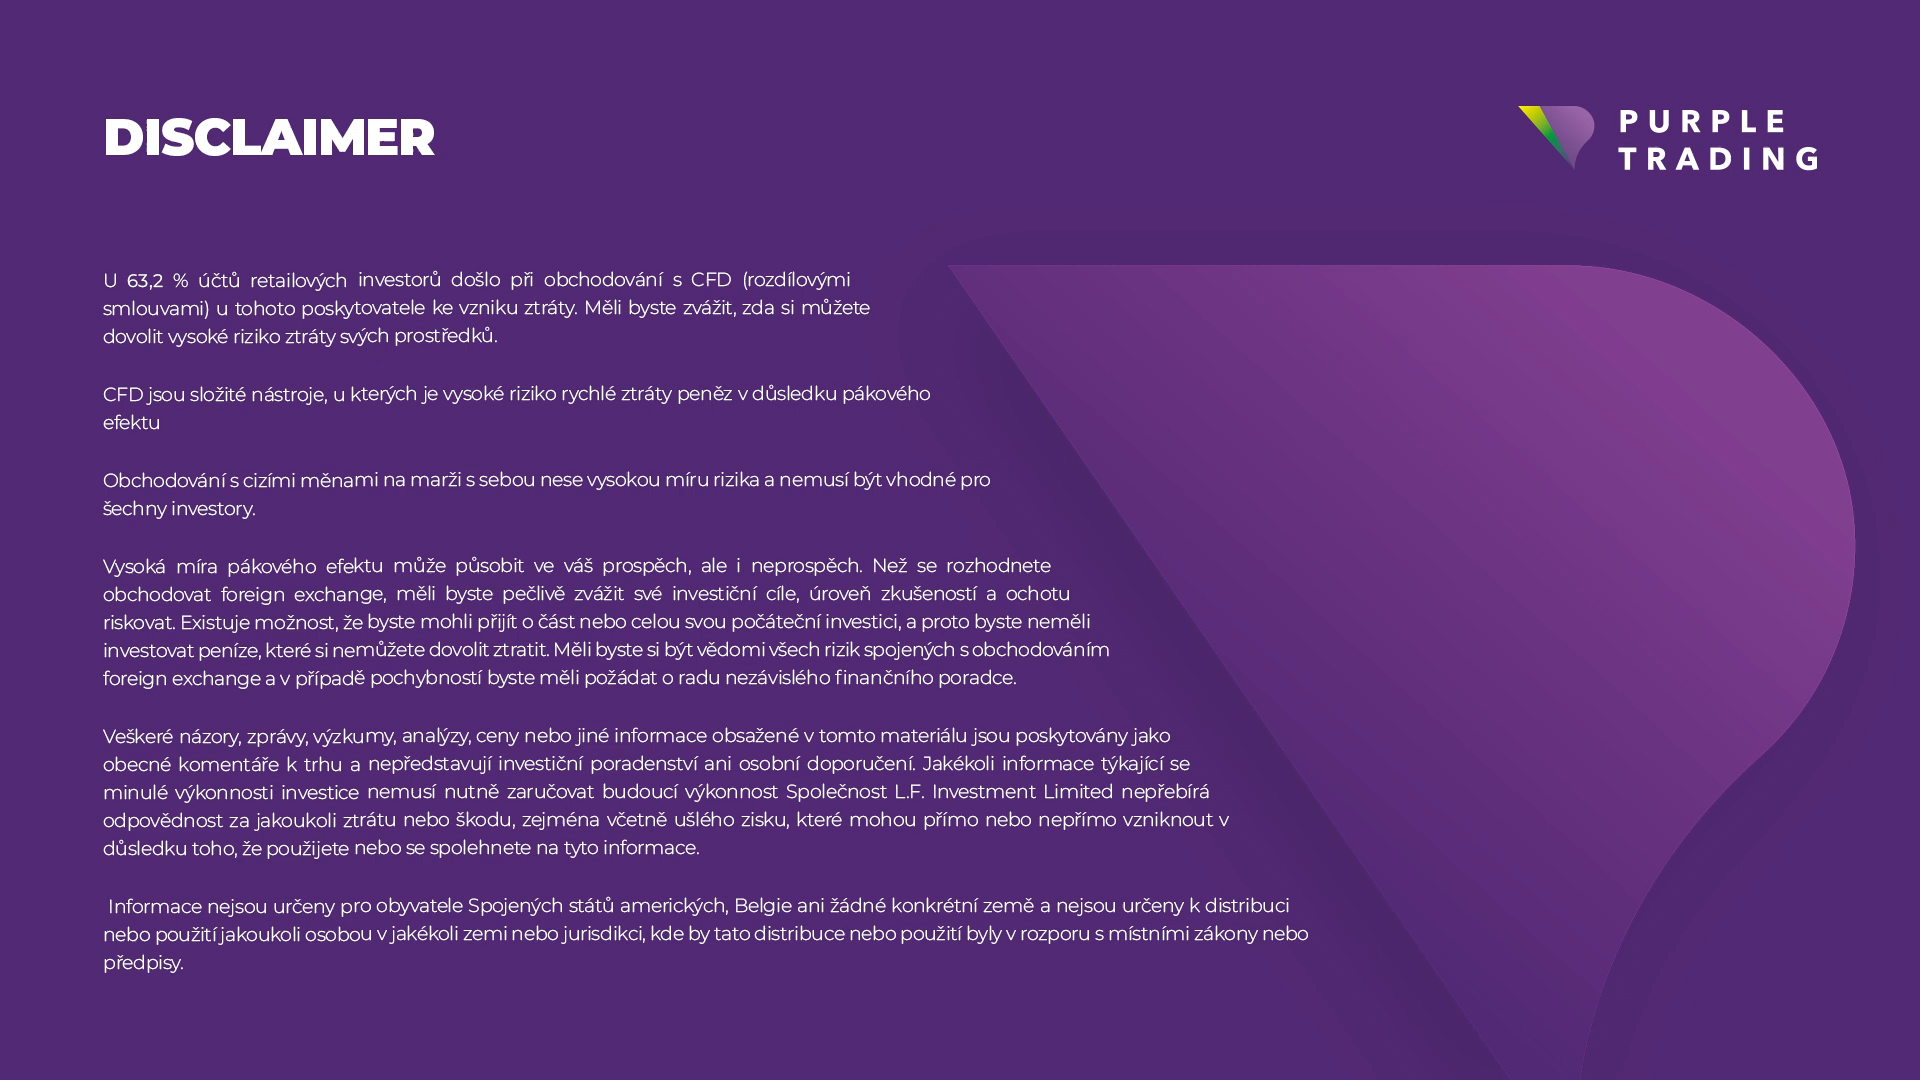 DISCLAIMER
PURPLE
TRADING
U 63,2 % účtů retailových investorů došlo při obchodování s CFD (rozdílovými
smlouvami) u tohoto poskytovatele ke vzniku ztráty. Měli byste zvážit, zda si můžete
dovolit vysoké riziko ztráty svých prostředků.
CFD jsou složité nástroje, u kterých je vysoké riziko rychlé ztráty peněz v důsledku pákového
efektu
Obchodování s cizími měnami na marži s sebou nese vysokou míru rizika a nemusí být vhodné pro
šechny investory.
Vysoká míra pákového efektu může působit ve váš prospěch, ale i neprospěch. Než se rozhodnete
obchodovat foreign exchange, měli byste pečlivě zvážit své investiční cíle, úroveň zkušeností a ochotu
riskovat. Existuje možnost, že byste mohli přijít o část nebo celou svou počáteční investici, a proto byste neměli
investovat peníze, které si nemůžete dovolit ztratit. Měli byste si být vědomi všech rizik spojených s obchodováním
foreign exchange a v případě pochybností byste měli požádat o radu nezávislého finančního poradce.
Veškeré názory, zprávy, výzkumy, analýzy, ceny nebo jiné informace obsažené v tomto materiálu jsou poskytovány jako
obecné komentáře k trhu a nepředstavují investiční poradenství ani osobní doporučení. Jakékoli informace týkající se
minulé výkonnosti investice nemusí nutně zaručovat budoucí výkonnost Společnost L.F. Investment Limited nepřebírá
odpovědnost za jakoukoli ztrátu nebo škodu, zejména včetně ušlého zisku, které mohou přímo nebo nepřímo vzniknout v
důsledku toho, že použijete nebo se spolehnete na tyto informace.
Informace nejsou určeny pro obyvatele Spojených států amerických, Belgie ani žádné konkrétní země a nejsou určeny k distribuci
nebo použití jakoukoli osobou v jakékoli zemi nebo jurisdikci, kde by tato distribuce nebo použití byly v rozporu s místními zákony nebo
předpisy.